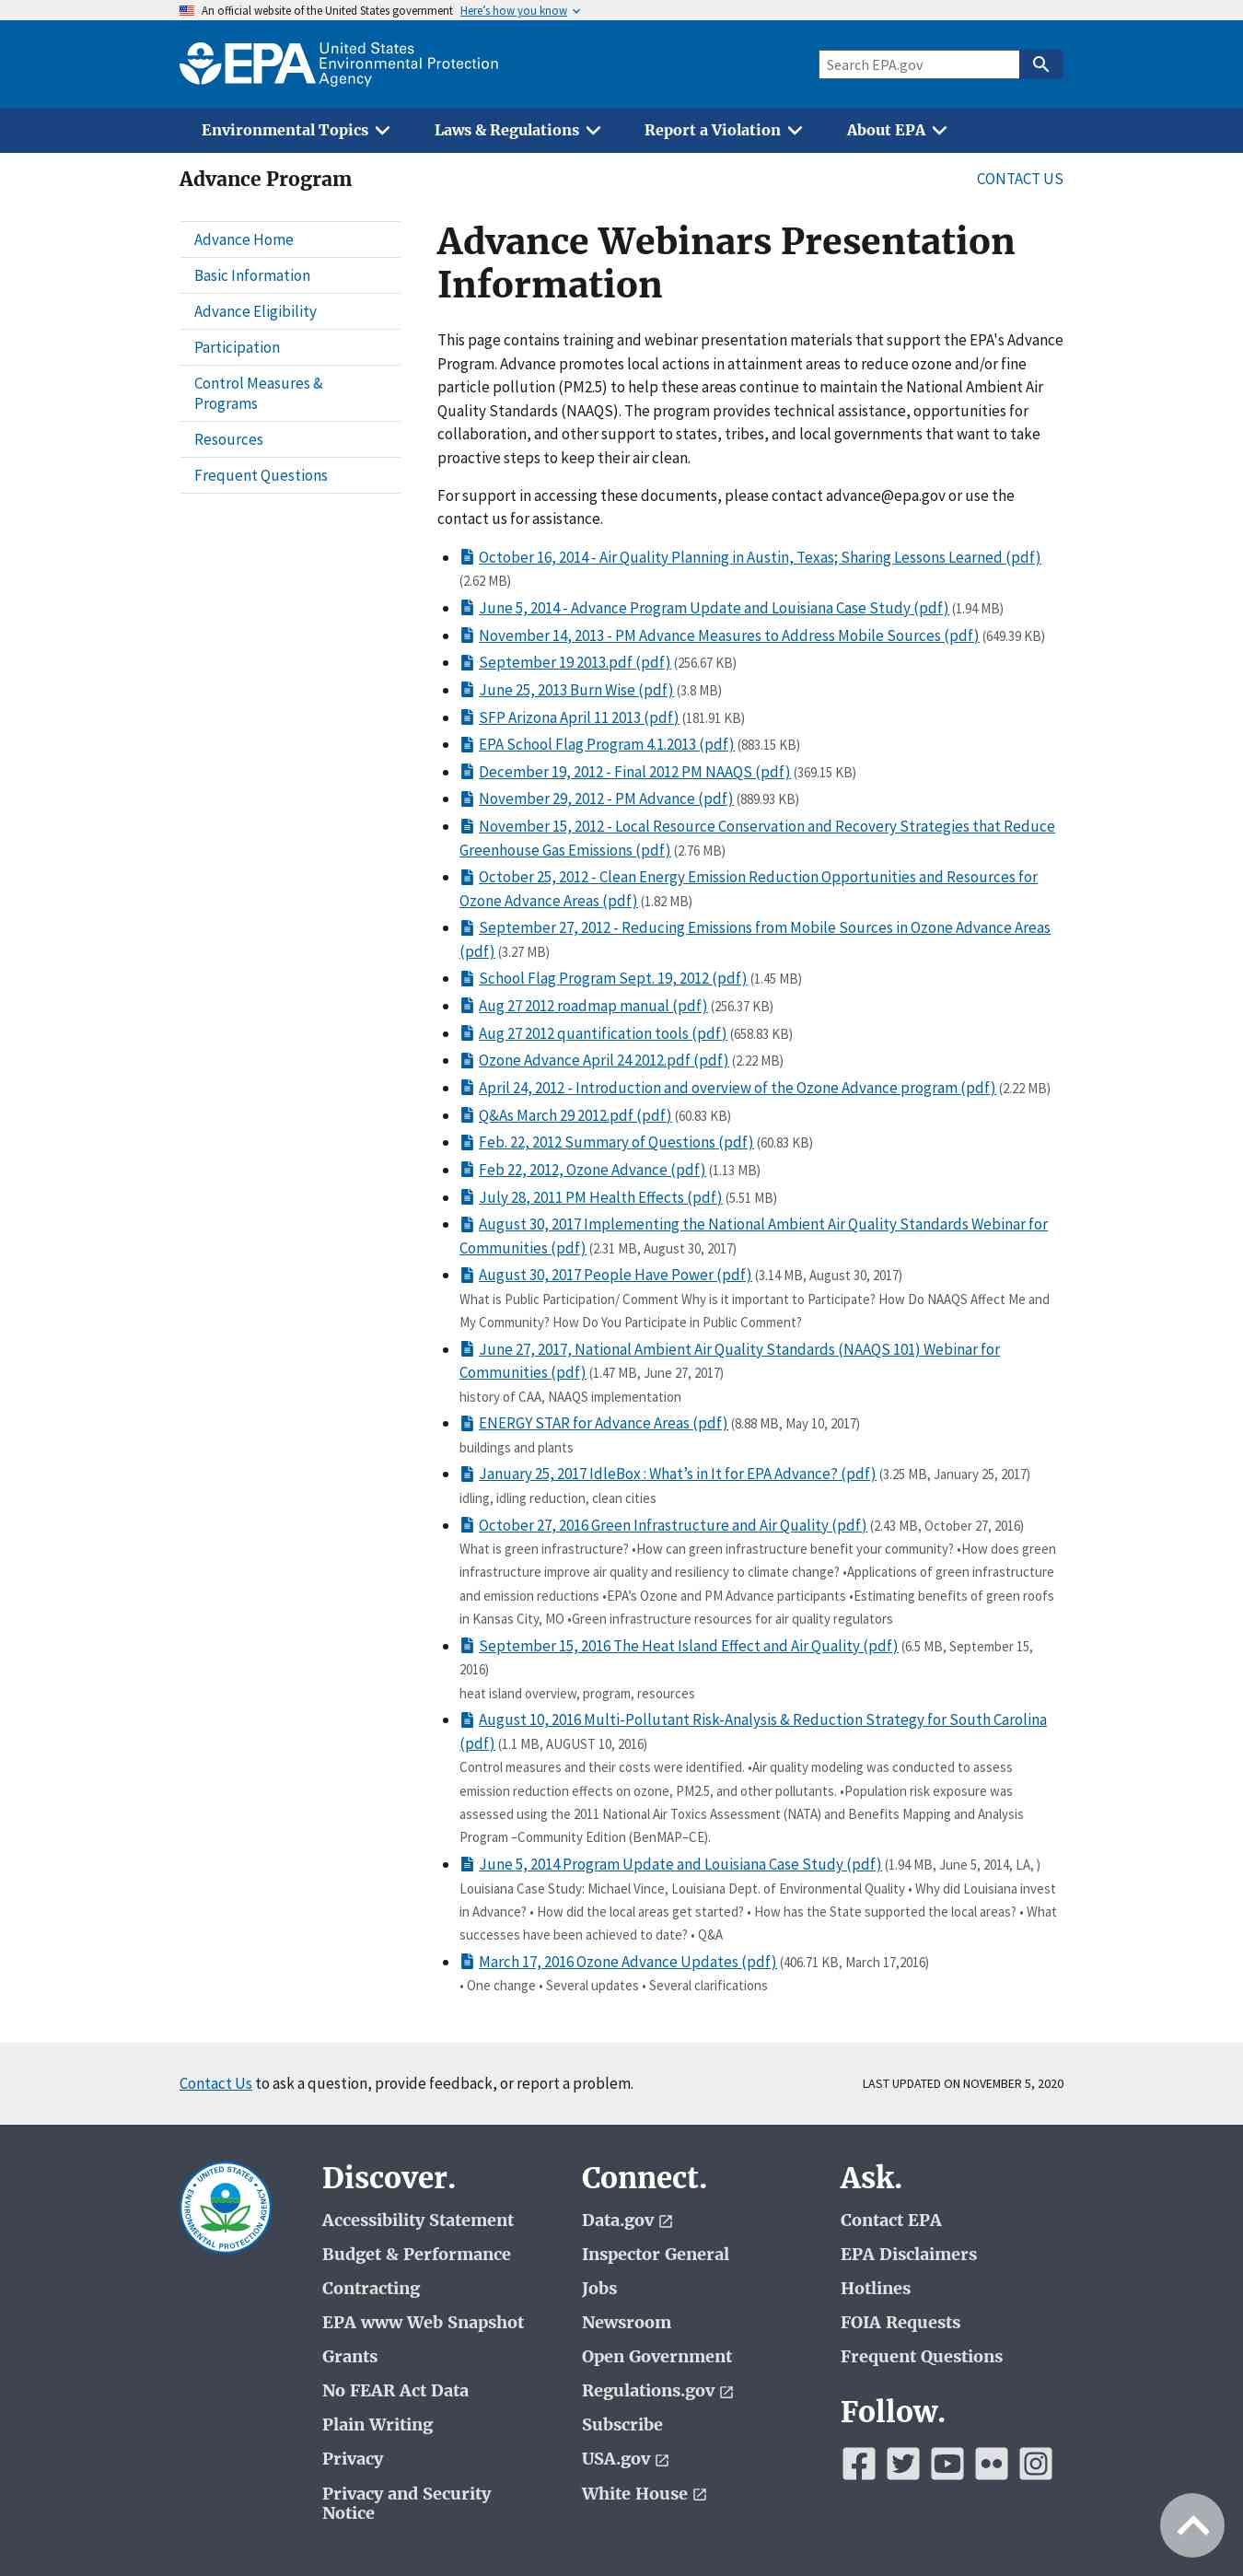 An official website of the United States government Here's how you know
EPA United States
Environmental Protection
Agency
Search EPA.gov
Environmental Topics Laws & Regulations Report a Violation About EPA
Advance Program
CONTACT US
Advance Home
Basic Information
Advance Eligibility
Participation
Control Measures &
Programs
Resources
Frequent Questions
Advance Webinars Presentation
Information
This page contains training and webinar presentation materials that support the EPA's Advance
Program. Advance promotes local actions in attainment areas to reduce ozone and/or fine
particle pollution (PM2.5) to help these areas continue to maintain the National Ambient Air
Quality Standards (NAAQS). The program provides technical assistance, opportunities for
collaboration, and other support to states, tribes, and local governments that want to take
proactive steps to keep their air clean.
For support in accessing these documents, please contact advance@epa.gov or use the
contact us for assistance.
• October 16, 2014 - Air Quality Planning in Austin, Texas; Sharing Lessons Learned (pdf)
(2.62 MB)
• June 5, 2014 - Advance Program Update and Louisiana Case Study (pdf) (1.94 MB)
• November 14, 2013 - PM Advance Measures to Address Mobile Sources (pdf) (649.39 KB)
• September 19 2013.pdf (pdf) (256.67 KB)
• June 25, 2013 Burn Wise (pdf) (3.8 MB)
• SFP Arizona April 11 2013 (pdf) (181.91 KB)
• EPA School Flag Program 4.1.2013 (pdf) (883.15 KB)
• December 19, 2012 - Final 2012 PM NAAQS (pdf) (369.15 KB)
• November 29, 2012 - PM Advance (pdf) (889.93 KB)
• November 15, 2012 - Local Resource Conservation and Recovery Strategies that Reduce
Greenhouse Gas Emissions (pdf) (2.76 MB)
• October 25, 2012 - Clean Energy Emission Reduction Opportunities and Resources for
Ozone Advance Areas (pdf) (1.82 MB)
• September 27, 2012 - Reducing Emissions from Mobile Sources in Ozone Advance Areas
(pdf) (3.27 MB)
• School Flag Program Sept. 19, 2012 (pdf) (1.45 MB)
• Aug 27 2012 roadmap manual (pdf) (256.37 KB)
• Aug 27 2012 quantification tools (pdf) (658.83 KB)
• Ozone Advance April 24 2012.pdf (pdf) (2.22 MB)
• April 24, 2012 - Introduction and overview of the Ozone Advance program (pdf) (2.22 MB)
• Q&As March 29 2012.pdf (pdf) (60.83 KB)
• Feb. 22, 2012 Summary of Questions (pdf) (60.83 KB)
• Feb 22, 2012, Ozone Advance (pdf) (1.13 MB)
• July 28, 2011 PM Health Effects (pdf) (5.51 MB)
• August 30, 2017 Implementing the National Ambient Air Quality Standards Webinar for
Communities (pdf) (2.31 MB, August 30, 2017)
• August 30, 2017 People Have Power (pdf) (3.14 MB, August 30, 2017)
What is Public Participation/ Comment Why is it important to Participate? How Do NAAQS Affect Me and
My Community? How Do You Participate in Public Comment?
• June 27, 2017, National Ambient Air Quality Standards (NAAQS 101) Webinar for
Communities (pdf) (1.47 MB, June 27, 2017)
history of CAA, NAAQS implementation
• ENERGY STAR for Advance Areas (pdf) (8.88 MB, May 10, 2017)
buildings and plants
• January 25, 2017 IdleBox : What's in It for EPA Advance? (pdf) (3.25 MB, January 25, 2017)
idling, idling reduction, clean cities
• October 27, 2016 Green Infrastructure and Air Quality (pdf) (2.43 MB, October 27, 2016)
What is green infrastructure? •How can green infrastructure benefit your community? •How does green
infrastructure improve air quality and resiliency to climate change? •Applications of green infrastructure
and emission reductions •EPA's Ozone and PM Advance participants •Estimating benefits of green roofs
in Kansas City, MO •Green infrastructure resources for air quality regulators
• September 15, 2016 The Heat Island Effect and Air Quality (pdf) (6.5 MB, September 15,
2016)
heat island overview, program, resources
• August 10, 2016 Multi-Pollutant Risk-Analysis & Reduction Strategy for South Carolina
(pdf) (1.1 MB, AUGUST 10, 2016)
Control measures and their costs were identified. •Air quality modeling was conducted to assess
emission reduction effects on ozone, PM2.5, and other pollutants. •Population risk exposure was
assessed using the 2011 National Air Toxics Assessment (NATA) and Benefits Mapping and Analysis
Program –Community Edition (BenMAP–CE).
• June 5, 2014 Program Update and Louisiana Case Study (pdf) (1.94 MB, June 5, 2014, LA, )
Louisiana Case Study: Michael Vince, Louisiana Dept. of Environmental Quality • Why did Louisiana invest
in Advance? • How did the local areas get started? • How has the State supported the local areas? • What
successes have been achieved to date? • Q&A
• March 17, 2016 Ozone Advance Updates (pdf) (406.71 KB, March 17,2016)
• One change • Several updates • Several clarifications
Contact Us to ask a question, provide feedback, or report a problem.
LAST UPDATED ON NOVEMBER 5, 2020
UNITED STATES
ENVIRONMENTAL PROTECTION AGENCY
Discover.
Accessibility Statement
Budget & Performance
Contracting
EPA www Web Snapshot
Grants
No FEAR Act Data
Plain Writing
Privacy
Privacy and Security
Notice
Connect.
Data.gov
Inspector General
Jobs
Newsroom
Open Government
Regulations.gov
Subscribe
USA.gov
White House
Ask.
Contact EPA
EPA Disclaimers
Hotlines
FOIA Requests
Frequent Questions
Follow.